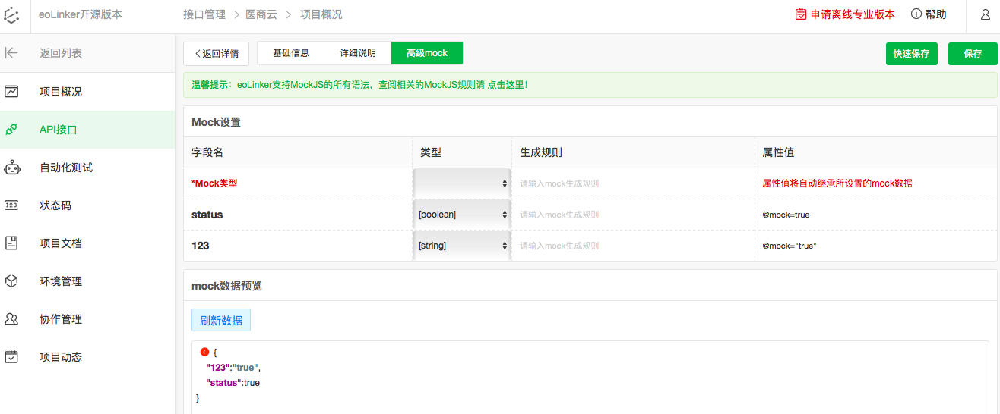 eoLinker开源版本
接口管理 > 医商云 > 项目概况
申请离线专业版本
帮助
返回列表
项目概况
API接口
自动化测试
状态码
项目文档
环境管理
协作管理
项目动态
返回详情
基础信息
详细说明
高级mock
快速保存
保存
温馨提示：eoLinker支持MockJS的所有语法，查阅相关的MockJS规则请 点击这里！
Mock设置
字段名 类型 生成规则 属性值
*Mock类型 请输入mock生成规则 属性值将自动继承所设置的mock数据
status [boolean] 请输入mock生成规则 @mock=true
123 [string] 请输入mock生成规则 @mock="true"
mock数据预览
刷新数据
{
"123":"true",
"status":true
}